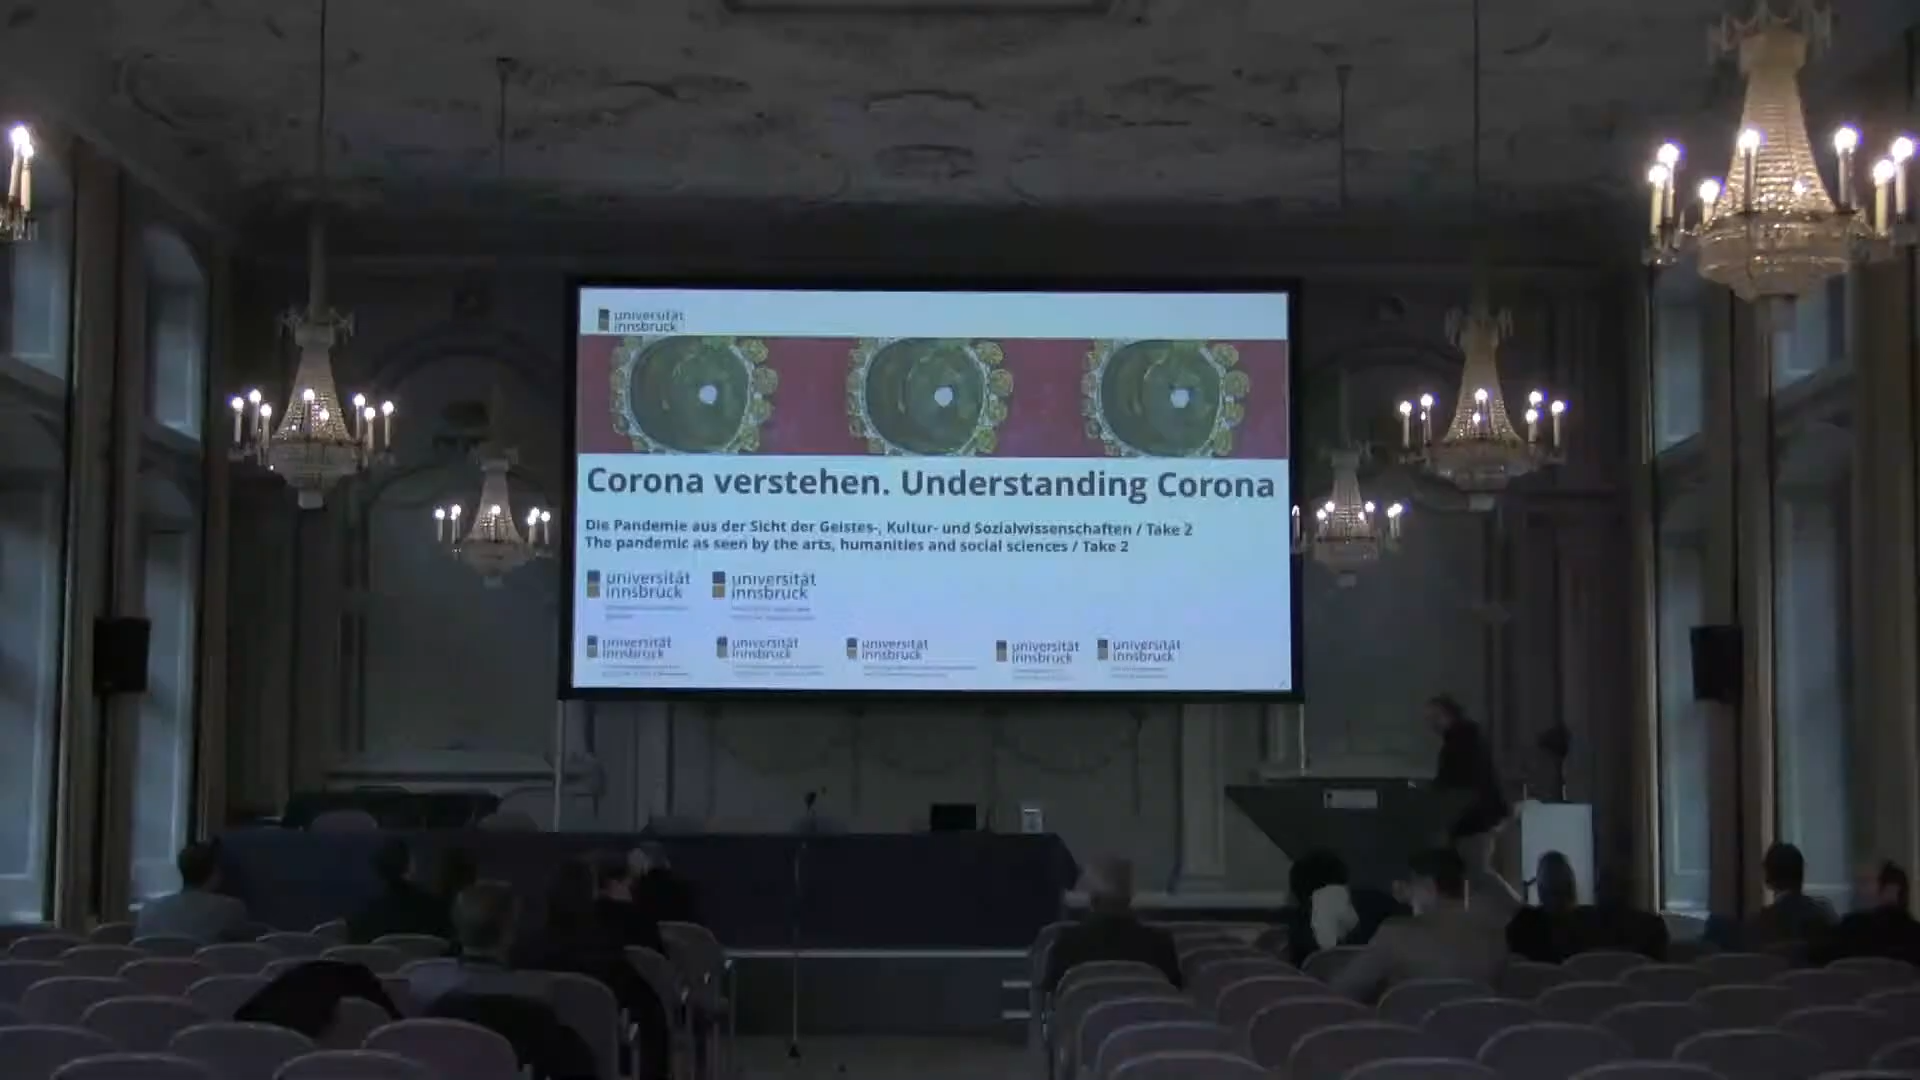 universität
innsbruck
Corona verstehen. Understanding Corona
Die Pandemie aus der Sicht der Geistes-, Kultur- und Sozialwissenschaften / Take 2
The pandemic as seen by the arts, humanities and social sciences / Take 2
universität
innsbruck
universität
innsbruck
universität
innsbruck
universität
innsbruck
universität
innsbruck
universität
innsbruck
universität
innsbruck